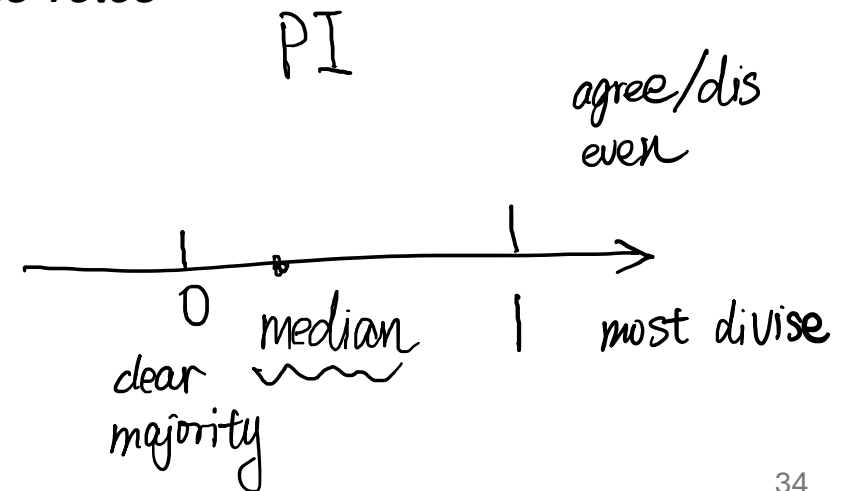 PI
agree/dis
even
0
median
1
most divise
clear
majority
34